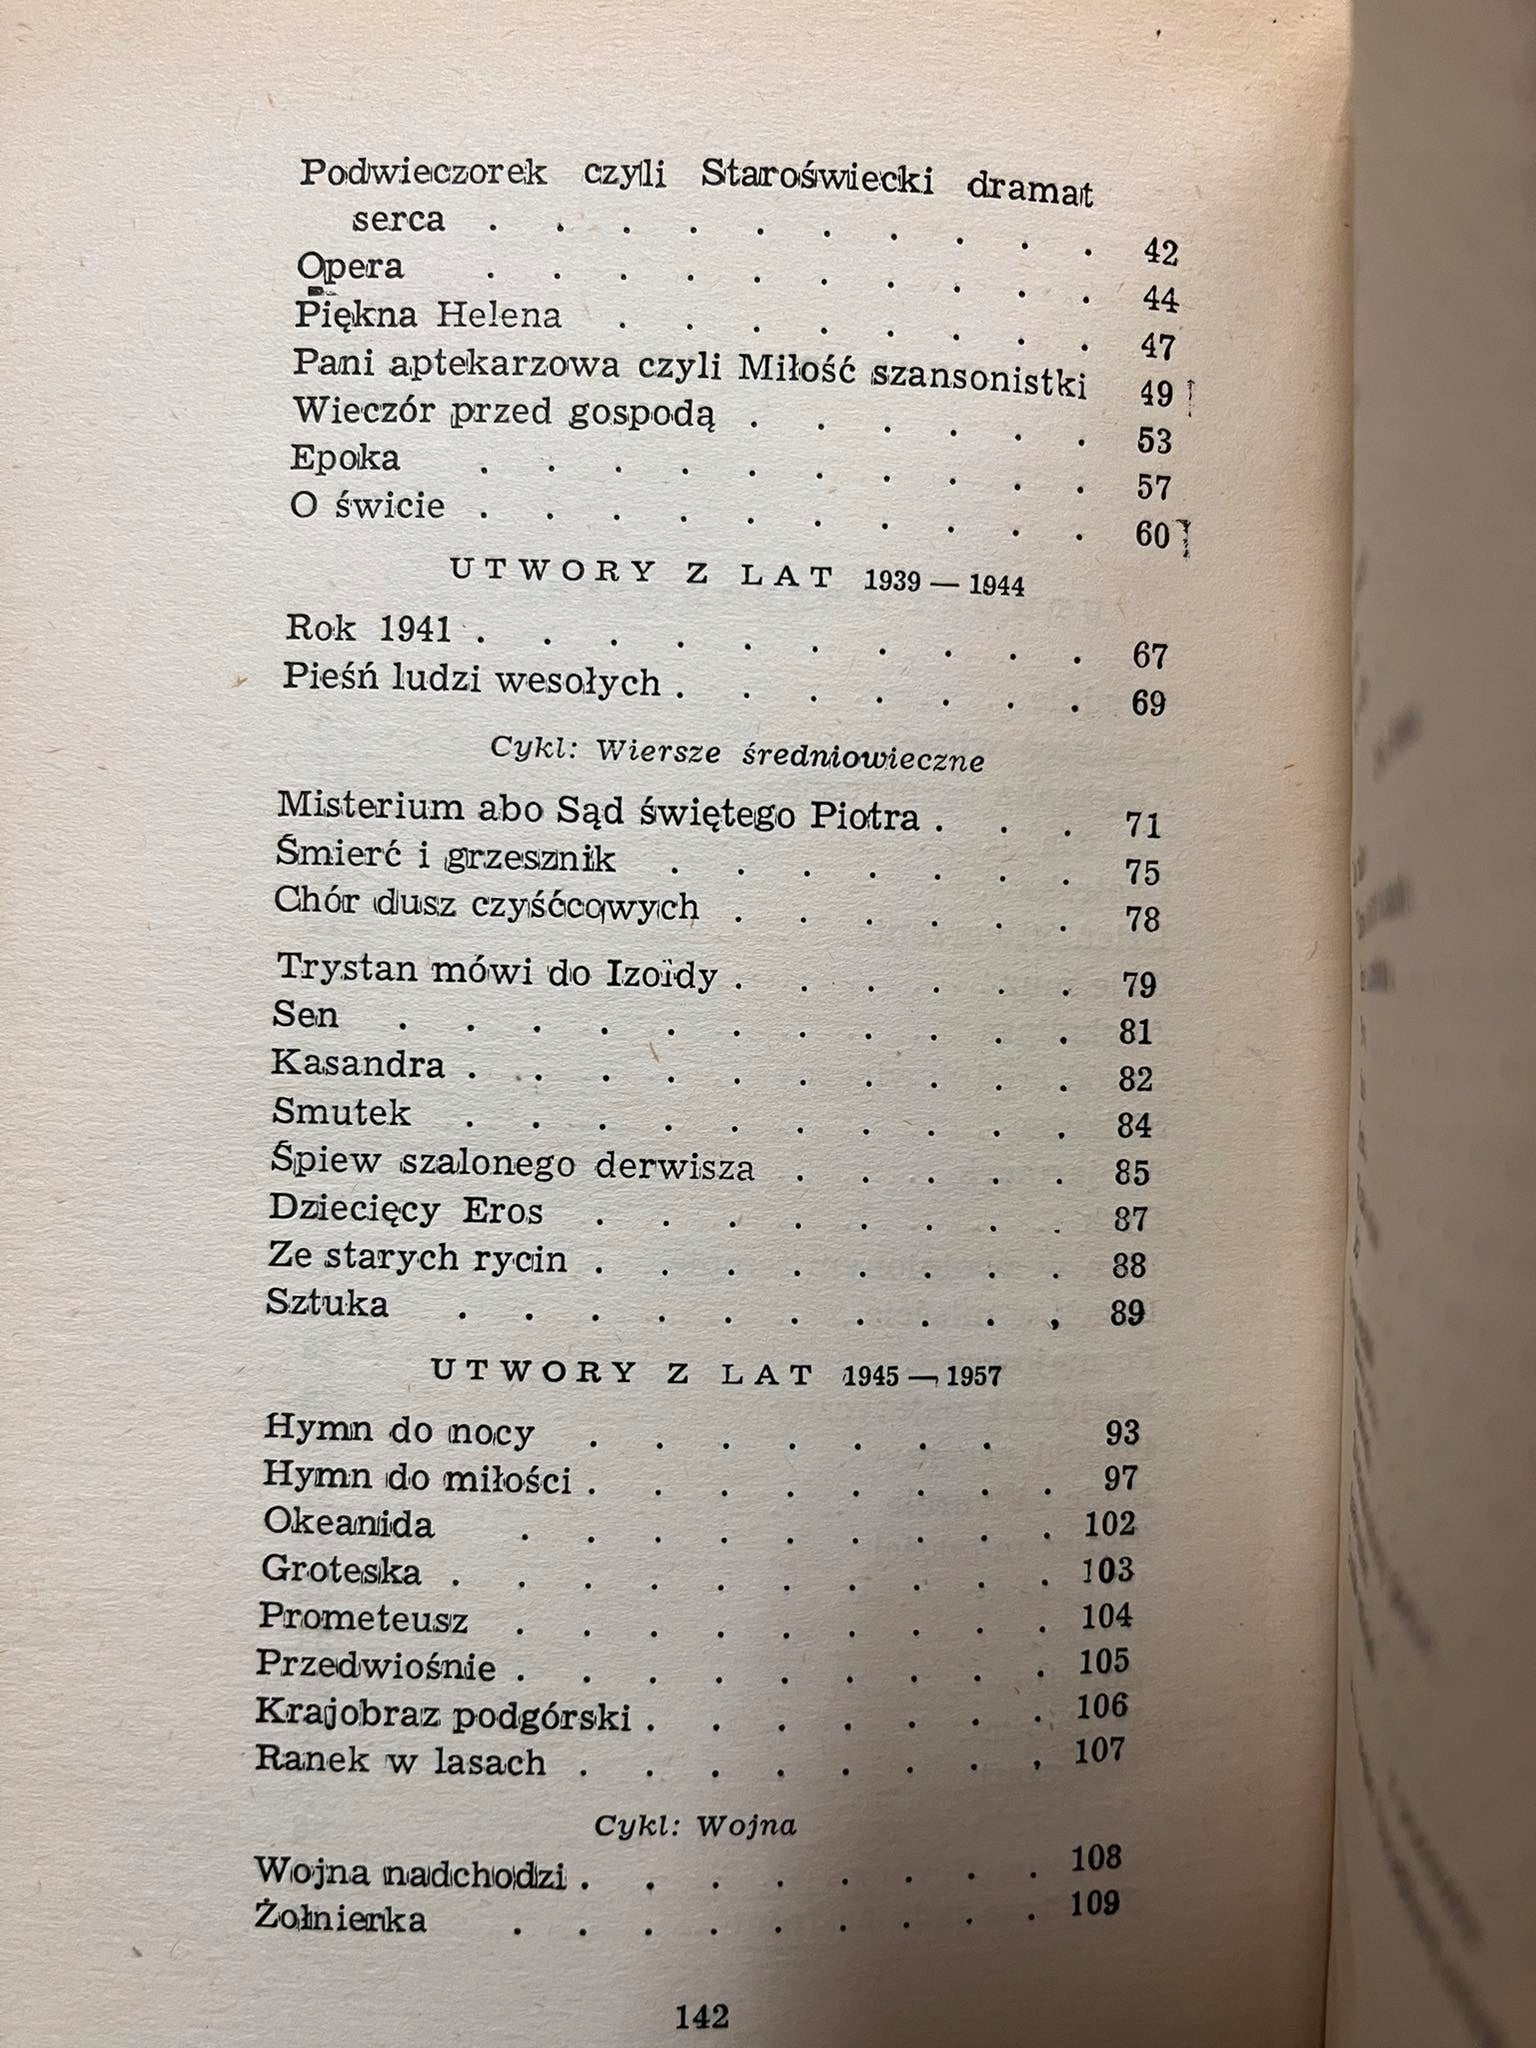 Podwieczorek czyli Staroświecki dramat
serca . . . . . . . . . . 42
Opera . . . . . . . . . . 44
Piękna Helena . . . . . . . . 47
Pani aptekarzowa czyli Miłość szansonistki 49
Wieczór przed gospodą . . . . . . 53
Epoka . . . . . . . . . . 57
O świcie . . . . . . . . . . 60
UTWORY Z LAT 1939 — 1944
Rok 1941 . . . . . . . . . . 67
Pieśń ludzi wesołych . . . . . . . 69
Cykl: Wiersze średniowieczne
Misterium abo Sąd świętego Piotra . . . 71
Śmierć i grzesznik . . . . . . . 75
Chór dusz czyśćcowych . . . . . . 78
Trystan mówi do Izoldy . . . . . . 79
Sen . . . . . . . . . . . 81
Kasandra . . . . . . . . . . 82
Smutek . . . . . . . . . . 84
Śpiew szalonego derwisza . . . . . 85
Dziecięcy Eros . . . . . . . . 87
Ze starych rycin . . . . . . . . 88
Sztuka . . . . . . . . . , 89
UTWORY Z LAT 1945 — 1957
Hymn do nocy . . . . . . . 93
Hymn do miłości . . . . . . . . 97
Okeanida . . . . . . . . . 102
Groteska . . . . . . . . . . 103
Prometeusz . . . . . . . . . 104
Przedwiośnie . . . . . . . . . 105
Krajobraz podgórski . . . . . . . 106
Ranek w lasach . . . . . . . , 107
Cykl: Wojna
Wojna nadchodzi . . . . . . . . 108
Żołnierka . . . . . . . . . 109
142